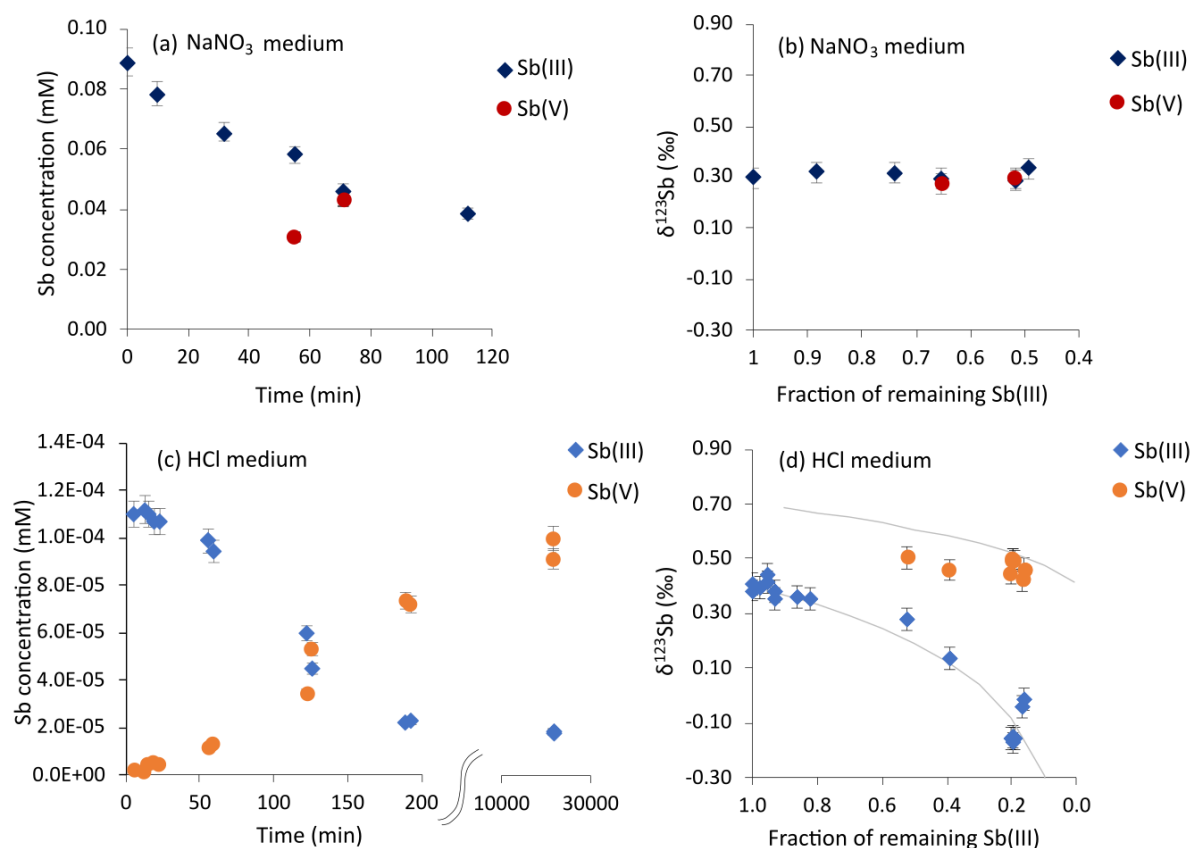 (a) NaNO₃ medium
Sb concentration (mM)
0.10
0.08
0.06
0.04
0.02
0.00
0 20 40 60 80 100 120
Time (min)
Sb(III)
Sb(V)
(b) NaNO₃ medium
δ¹²³Sb (‰)
0.90
0.70
0.50
0.30
0.10
-0.10
-0.30
1 0.9 0.8 0.7 0.6 0.5 0.4
Fraction of remaining Sb(III)
Sb(III)
Sb(V)
(c) HCl medium
Sb concentration (mM)
1.4E-04
1.2E-04
1.0E-04
8.0E-05
6.0E-05
4.0E-05
2.0E-05
0.0E+00
0 50 100 150 200 10000 30000
Time (min)
Sb(III)
Sb(V)
(d) HCl medium
δ¹²³Sb (‰)
0.90
0.70
0.50
0.30
0.10
-0.10
-0.30
1.0 0.8 0.6 0.4 0.2 0.0
Fraction of remaining Sb(III)
Sb(III)
Sb(V)